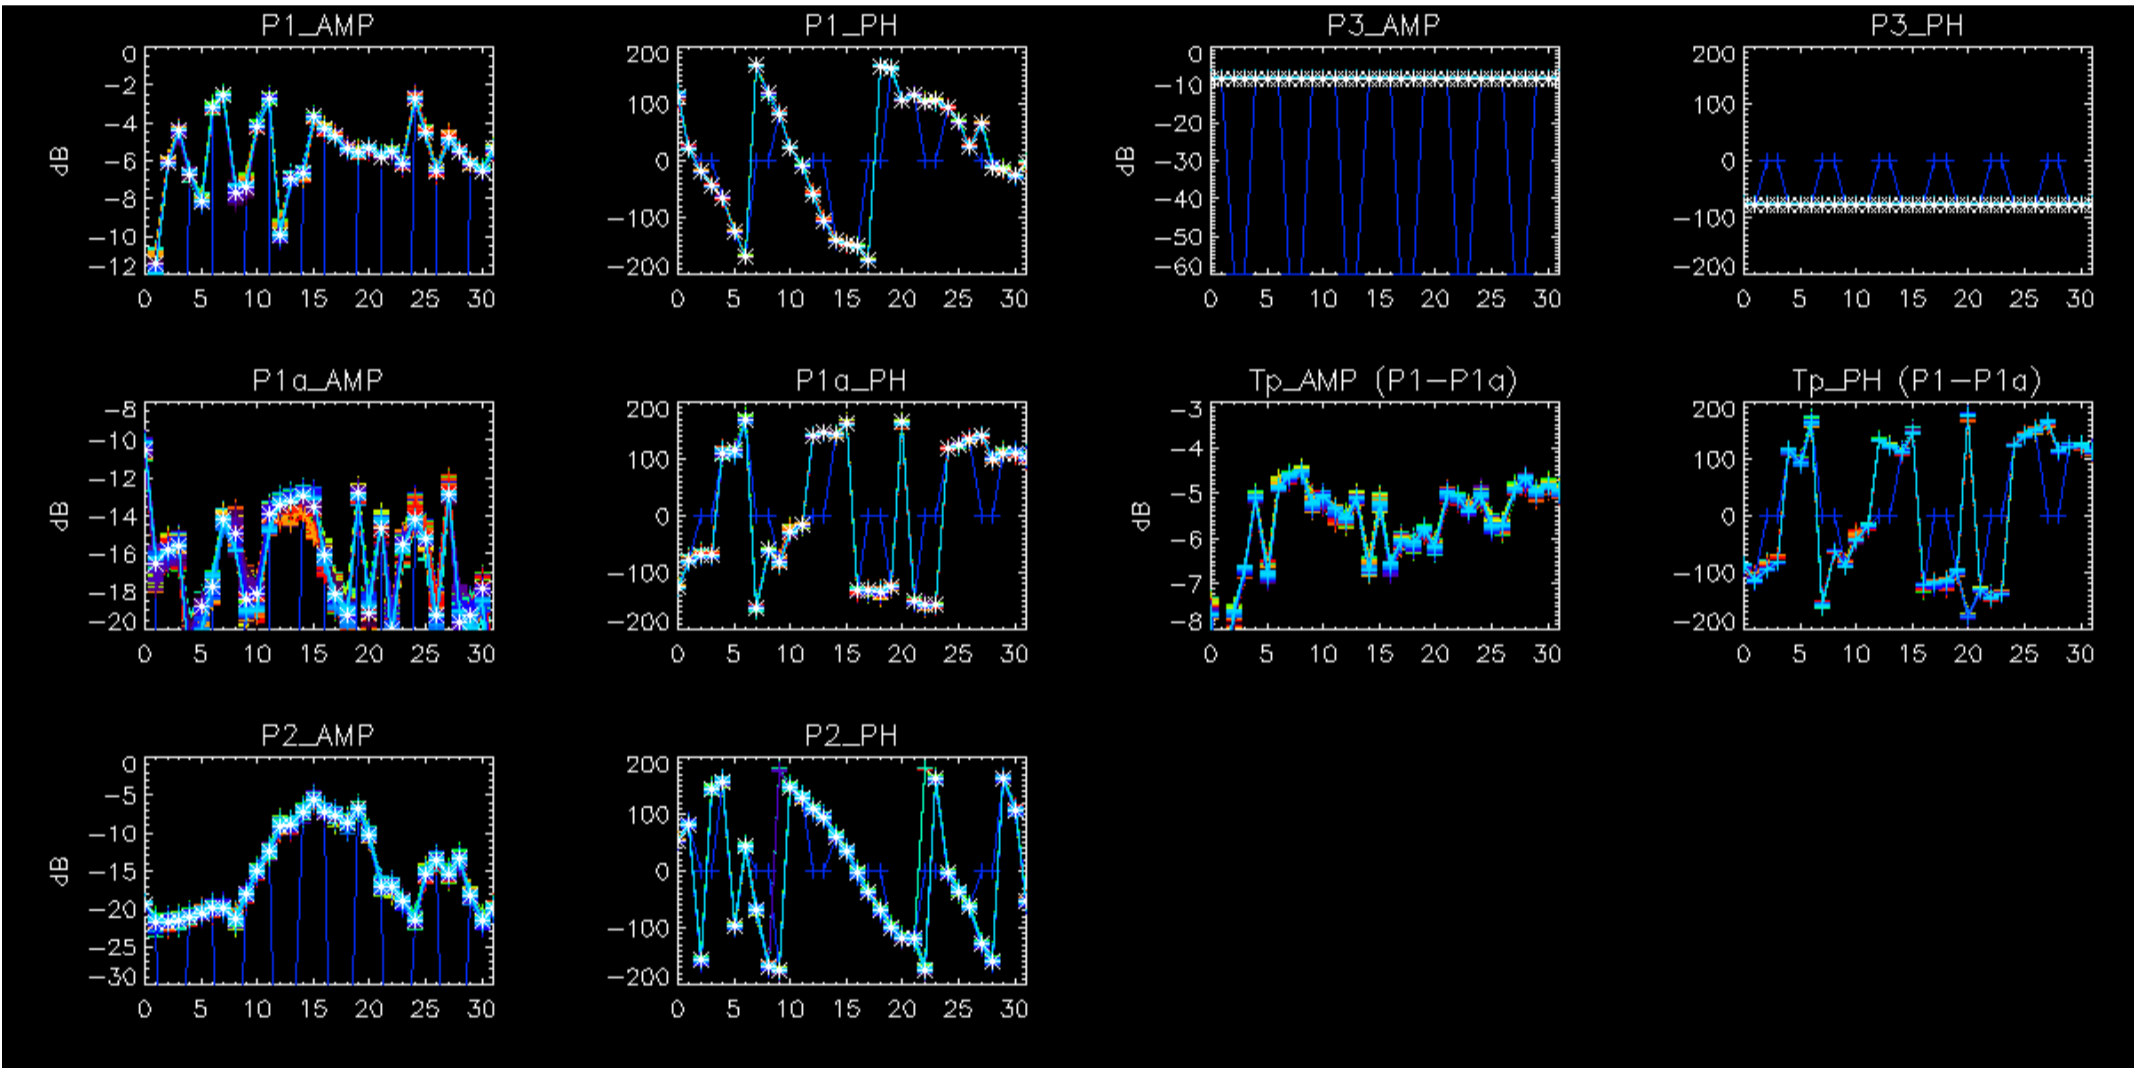 P1_AMP
dB
0
-2
-4
-6
-8
-10
-12
0 5 10 15 20 25 30
P1_PH
200
100
0
-100
-200
0 5 10 15 20 25 30
P3_AMP
dB
0
-10
-20
-30
-40
-50
-60
0 5 10 15 20 25 30
P3_PH
200
100
0
-100
-200
0 5 10 15 20 25 30
P1a_AMP
dB
-8
-10
-12
-14
-16
-18
-20
0 5 10 15 20 25 30
P1a_PH
200
100
0
-100
-200
0 5 10 15 20 25 30
Tp_AMP (P1-P1a)
dB
-3
-4
-5
-6
-7
-8
0 5 10 15 20 25 30
Tp_PH (P1-P1a)
200
100
0
-100
-200
0 5 10 15 20 25 30
P2_AMP
dB
0
-5
-10
-15
-20
-25
-30
0 5 10 15 20 25 30
P2_PH
200
100
0
-100
-200
0 5 10 15 20 25 30